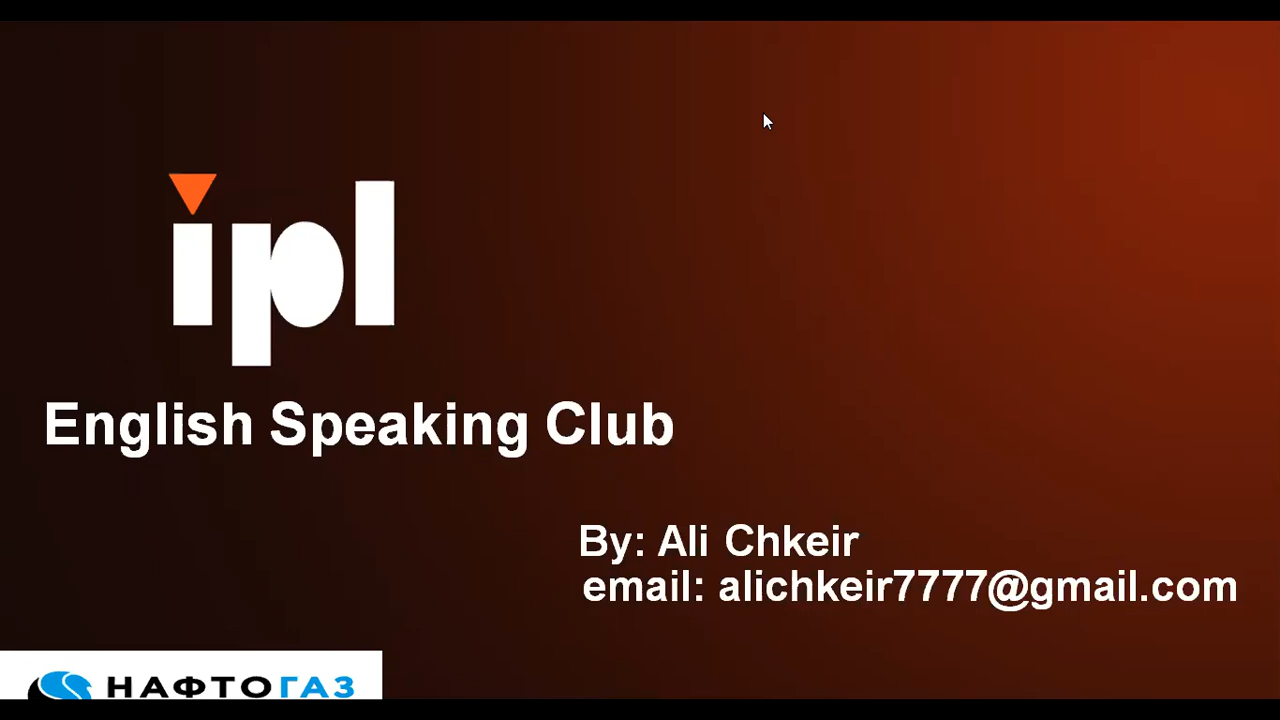 ipl
English Speaking Club
By: Ali Chkeir
email: alichkeir7777@gmail.com
НАФТОГАЗ